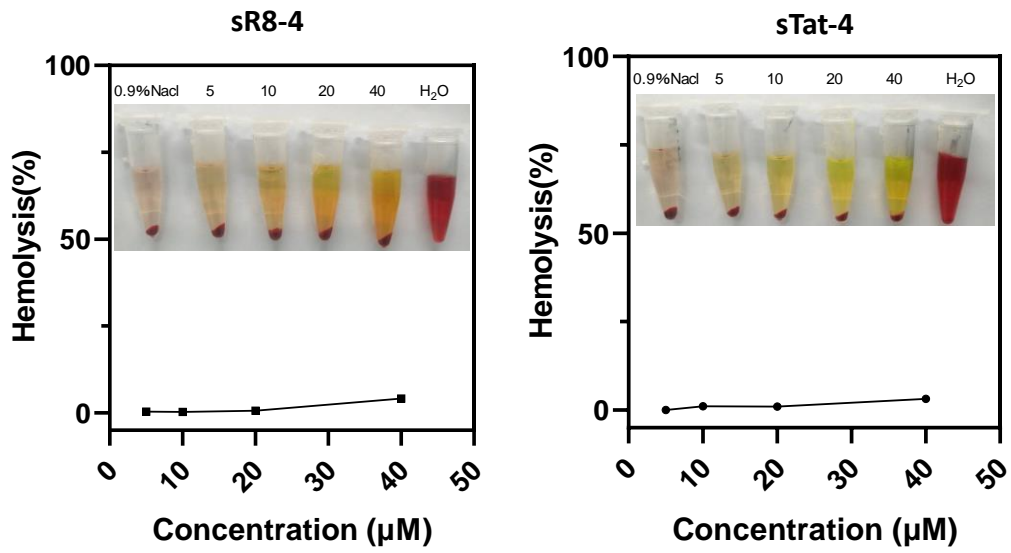 sR8-4
100
50
0
Hemolysis(%)
0.9%Nacl 5 10 20 40 H₂O
0 10 20 30 40 50
Concentration (μM)
sTat-4
100
50
0
Hemolysis(%)
0.9%Nacl 5 10 20 40 H₂O
0 10 20 30 40 50
Concentration (μM)